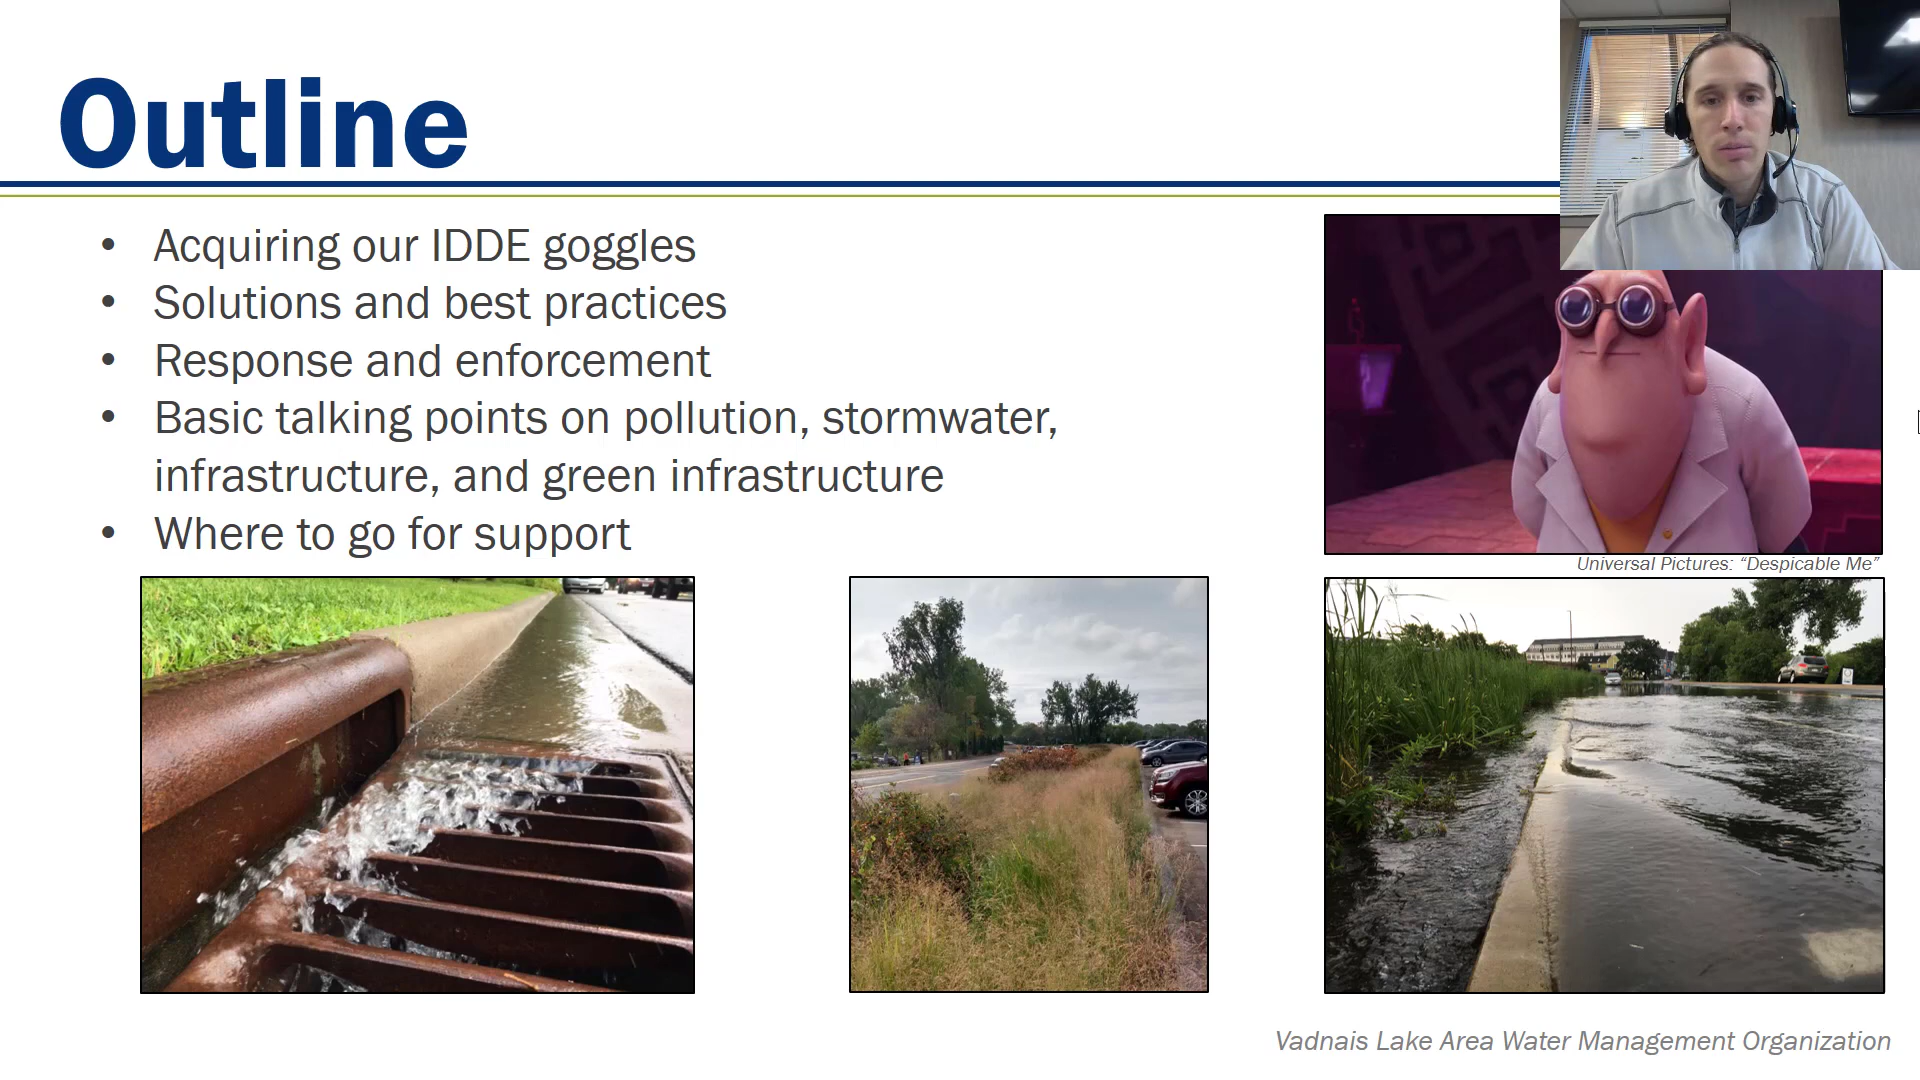 Outline
• Acquiring our IDDE goggles
• Solutions and best practices
• Response and enforcement
• Basic talking points on pollution, stormwater,
infrastructure, and green infrastructure
• Where to go for support
Universal Pictures: “Despicable Me”
Vadnais Lake Area Water Management Organization